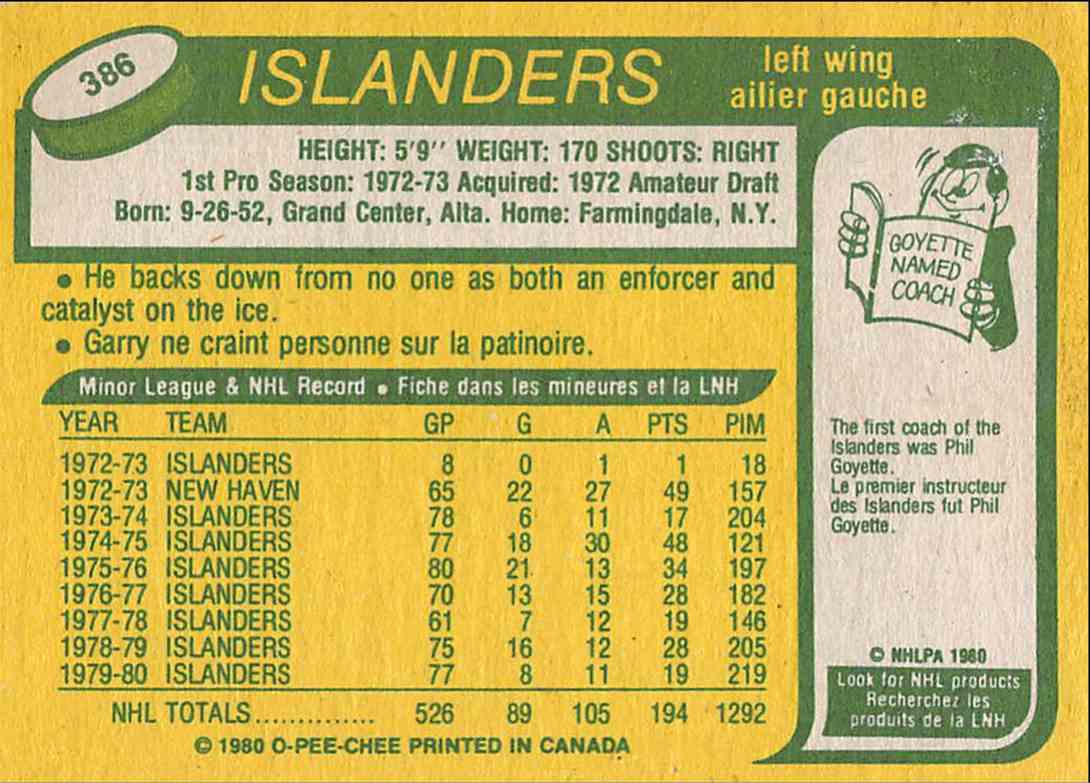 386
ISLANDERS
left wing
ailier gauche
HEIGHT: 5'9'' WEIGHT: 170 SHOOTS: RIGHT
1st Pro Season: 1972-73 Acquired: 1972 Amateur Draft
Born: 9-26-52, Grand Center, Alta. Home: Farmingdale, N.Y.
• He backs down from no one as both an enforcer and
catalyst on the ice.
• Garry ne craint personne sur la patinoire.
Minor League & NHL Record • Fiche dans les mineures et la LNH
YEAR TEAM GP G A PTS PIM
1972-73 ISLANDERS 8 0 1 1 18
1972-73 NEW HAVEN 65 22 27 49 157
1973-74 ISLANDERS 78 6 11 17 204
1974-75 ISLANDERS 77 18 30 48 121
1975-76 ISLANDERS 80 21 13 34 197
1976-77 ISLANDERS 70 13 15 28 182
1977-78 ISLANDERS 61 7 12 19 146
1978-79 ISLANDERS 75 16 12 28 205
1979-80 ISLANDERS 77 8 11 19 219
NHL TOTALS.............. 526 89 105 194 1292
© 1980 O-PEE-CHEE PRINTED IN CANADA
GOYETTE
NAMED
COACH
The first coach of the
Islanders was Phil
Goyette.
Le premier instructeur
des Islanders fut Phil
Goyette.
© NHLPA 1980
Look for NHL products
Recherchez les
produits de la LNH